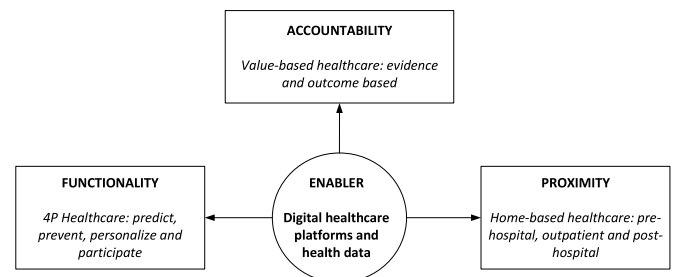 ACCOUNTABILITY
Value-based healthcare: evidence
and outcome based
FUNCTIONALITY
4P Healthcare: predict,
prevent, personalize and
participate
ENABLER
Digital healthcare
platforms and
health data
PROXIMITY
Home-based healthcare: pre-
hospital, outpatient and post-
hospital